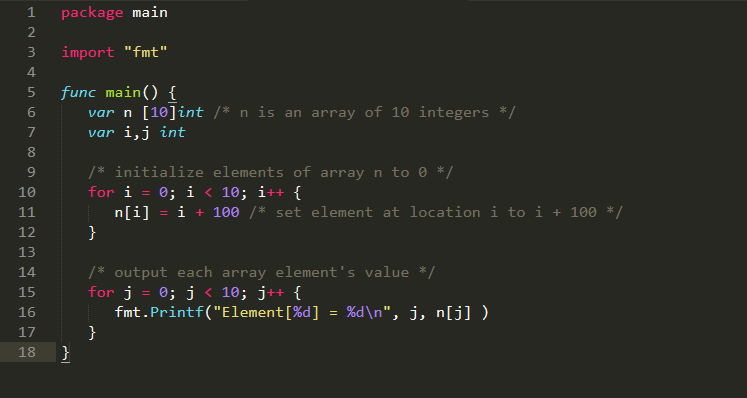 1 package main
2
3 import "fmt"
4
5 func main() {
6    var n [10]int /* n is an array of 10 integers */
7    var i,j int
8
9    /* initialize elements of array n to 0 */
10    for i = 0; i < 10; i++ {
11       n[i] = i + 100 /* set element at location i to i + 100 */
12    }
13
14    /* output each array element's value */
15    for j = 0; j < 10; j++ {
16       fmt.Printf("Element[%d] = %d\n", j, n[j] )
17    }
18 }